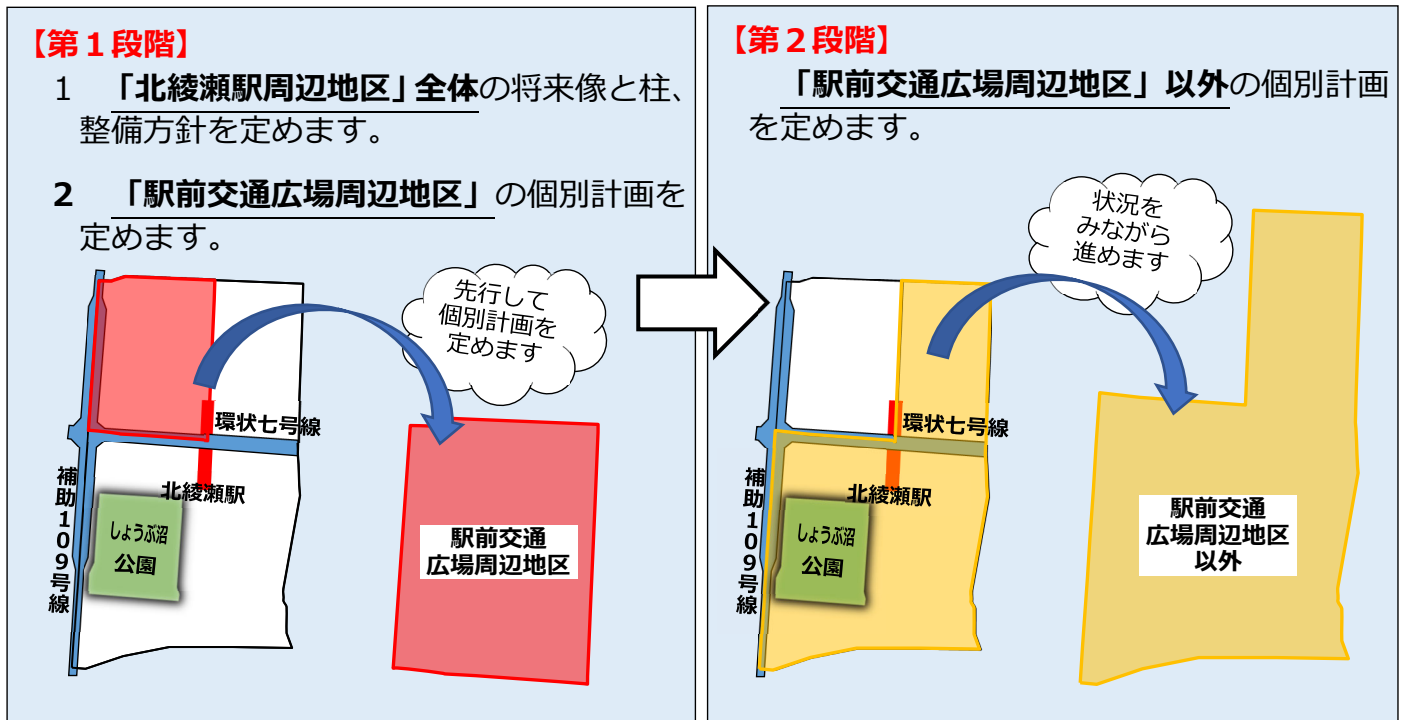 【第１段階】
１　「北綾瀬駅周辺地区」全体の将来像と柱、
整備方針を定めます。
２　「駅前交通広場周辺地区」の個別計画を
定めます。
先行して
個別計画を
定めます
環状七号線
北綾瀬駅
補助109号線
しょうぶ沼
公園
駅前交通
広場周辺地区
【第２段階】
「駅前交通広場周辺地区」以外の個別計画
を定めます。
状況を
みながら
進めます
環状七号線
北綾瀬駅
補助109号線
しょうぶ沼
公園
駅前交通
広場周辺地区
以外